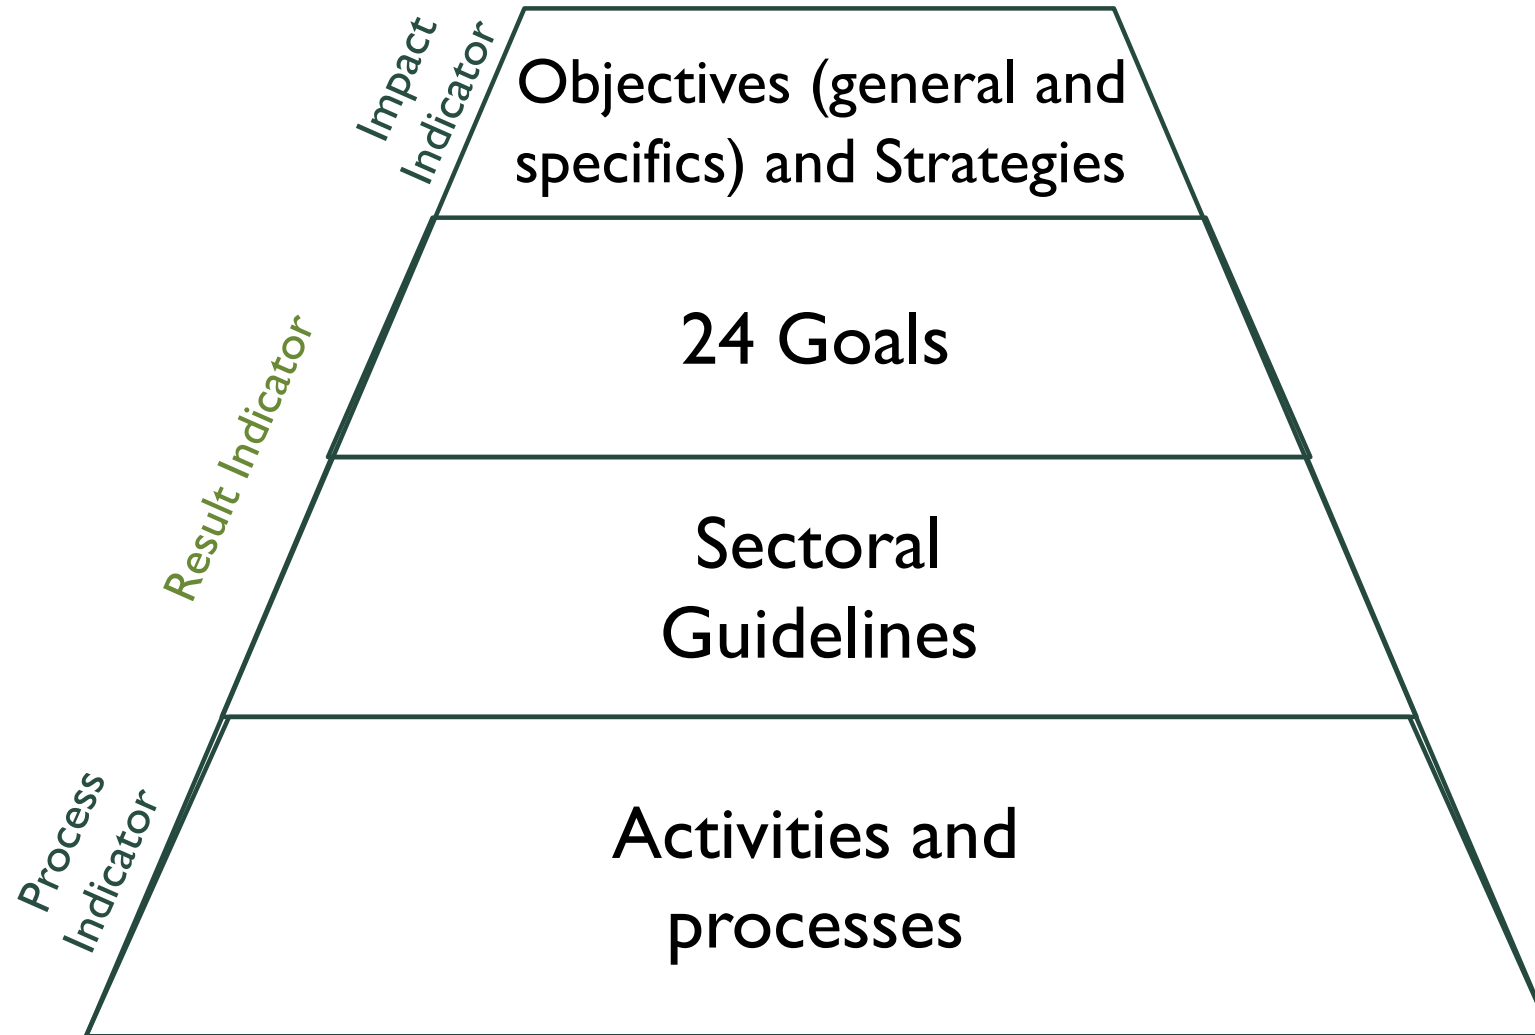 Impact
Indicator
Objectives (general and
specifics) and Strategies
Result Indicator
24 Goals
Sectoral
Guidelines
Process
Indicator
Activities and
processes